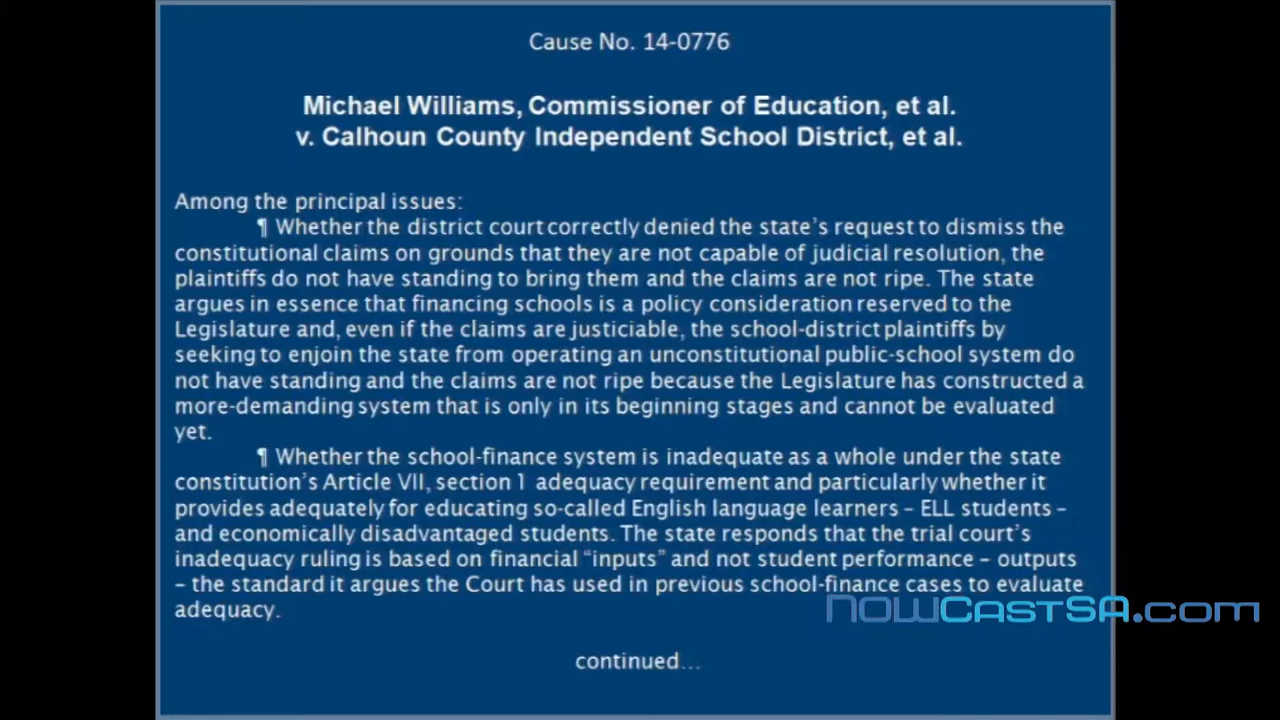 Cause No. 14-0776
Michael Williams, Commissioner of Education, et al.
v. Calhoun County Independent School District, et al.
Among the principal issues:
¶ Whether the district court correctly denied the state's request to dismiss the
constitutional claims on grounds that they are not capable of judicial resolution, the
plaintiffs do not have standing to bring them and the claims are not ripe. The state
argues in essence that financing schools is a policy consideration reserved to the
Legislature and, even if the claims are justiciable, the school-district plaintiffs by
seeking to enjoin the state from operating an unconstitutional public-school system do
not have standing and the claims are not ripe because the Legislature has constructed a
more-demanding system that is only in its beginning stages and cannot be evaluated
yet.
¶ Whether the school-finance system is inadequate as a whole under the state
constitution's Article VII, section 1 adequacy requirement and particularly whether it
provides adequately for educating so-called English language learners – ELL students –
and economically disadvantaged students. The state responds that the trial court's
inadequacy ruling is based on financial “inputs” and not student performance – outputs
– the standard it argues the Court has used in previous school-finance cases to evaluate
adequacy.
NOWCASTSA.com
continued...